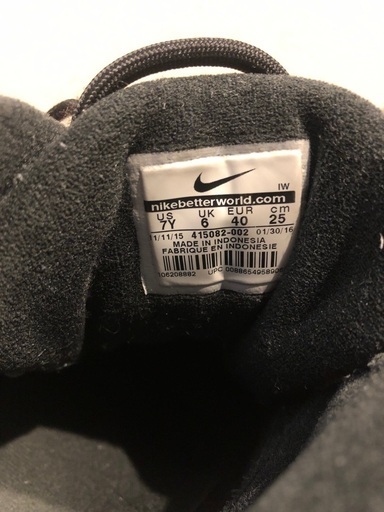 IW
nikebetterworld.com
US UK EUR cm
7Y 6 40 25
11/11/15 415082-002 01/30/16
MADE IN INDONESIA
FABRIQUE EN INDONESIE
UPC